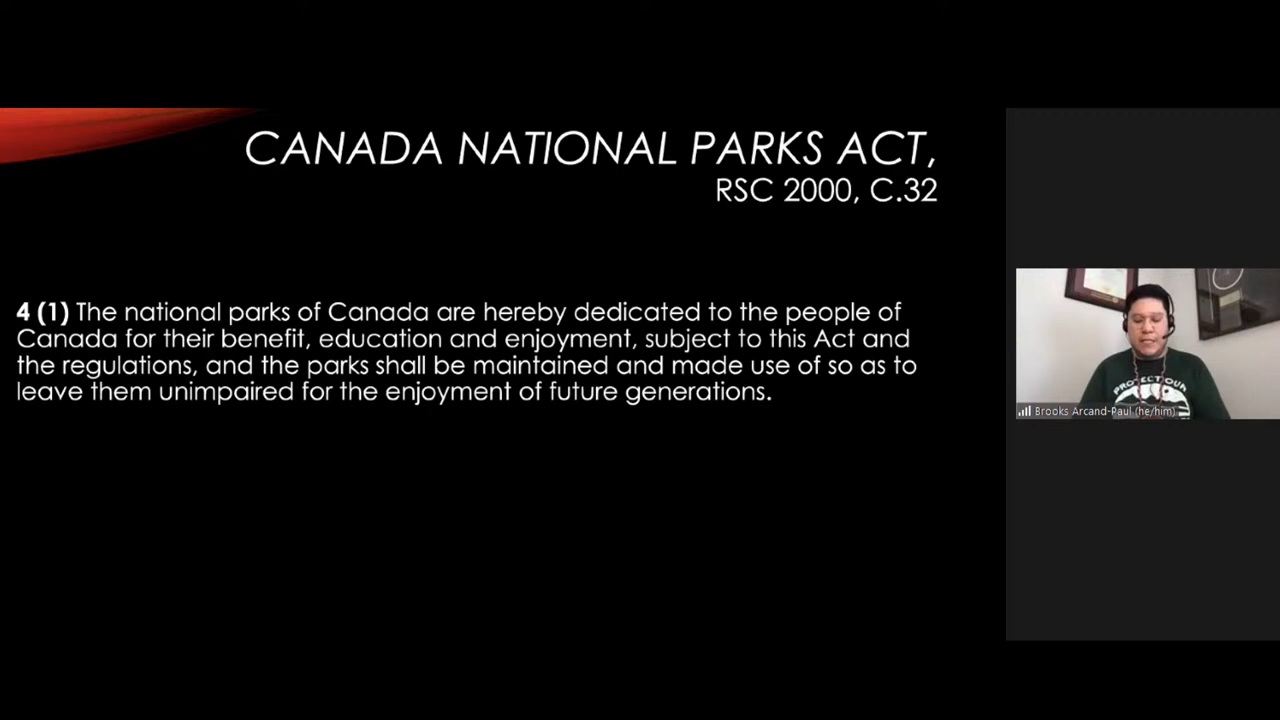 CANADA NATIONAL PARKS ACT,
RSC 2000, C.32
4 (1) The national parks of Canada are hereby dedicated to the people of
Canada for their benefit, education and enjoyment, subject to this Act and
the regulations, and the parks shall be maintained and made use of so as to
leave them unimpaired for the enjoyment of future generations.
PROTECT OUR
Brooks Arcand-Paul (he/him)